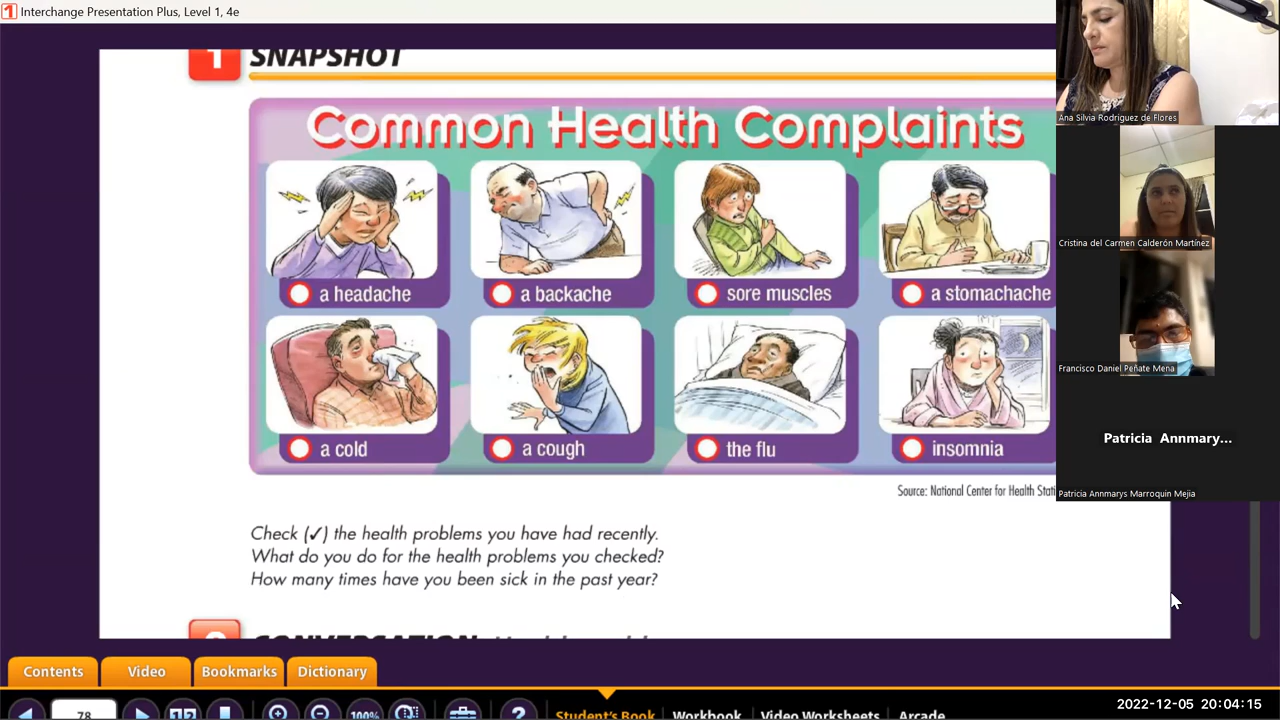 Interchange Presentation Plus, Level 1, 4e
1 SNAPSHOT
Common Health Complaints
a headache
a backache
sore muscles
a stomachache
a cold
a cough
the flu
insomnia
Source: National Center for Health
Check (✓) the health problems you have had recently.
What do you do for the health problems you checked?
How many times have you been sick in the past year?
CONVERSATION
Ana Silvia Rodriguez de Flores
Cristina del Carmen Calderón Martínez
Francisco Daniel Peñate Mena
Patricia Annmary...
Patricia Annmarys Marroquin Mejia
Contents
Video
Bookmarks
Dictionary
78
100%
?
Student's Book
Workbook
Video Worksheets
Arcade
2022-12-05 20:04:15